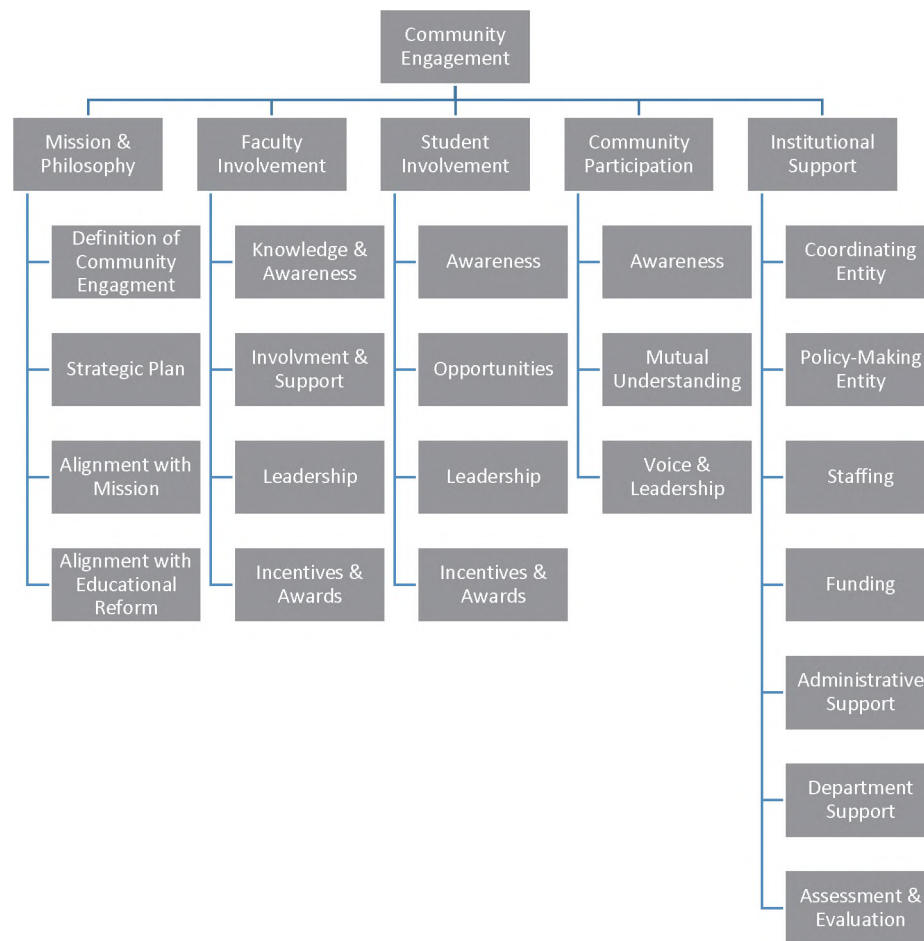 Community
Engagement
Mission &
Philosophy
Faculty
Involvement
Student
Involvement
Community
Participation
Institutional
Support
Definition of
Community
Engagment
Knowledge &
Awareness
Awareness
Awareness
Coordinating
Entity
Strategic Plan
Involvment &
Support
Opportunities
Mutual
Understanding
Policy-Making
Entity
Alignment with
Mission
Leadership
Leadership
Voice &
Leadership
Staffing
Alignment with
Educational
Reform
Incentives &
Awards
Incentives &
Awards
Funding
Administrative
Support
Department
Support
Assessment &
Evaluation